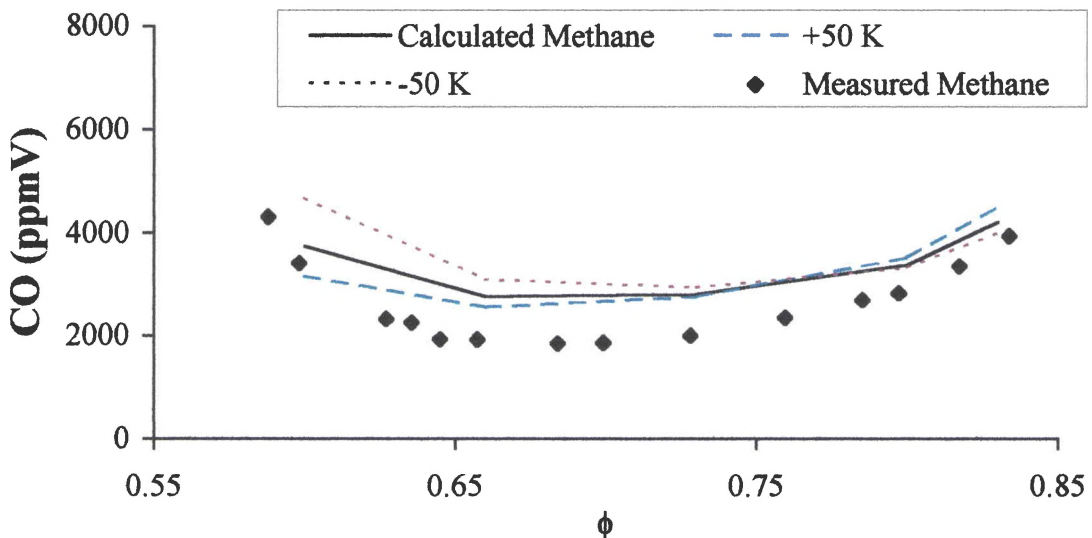 8000
6000
4000
2000
0
CO (ppmV)
Calculated Methane
+50 K
-50 K
Measured Methane
0.55
0.65
0.75
0.85
ϕ